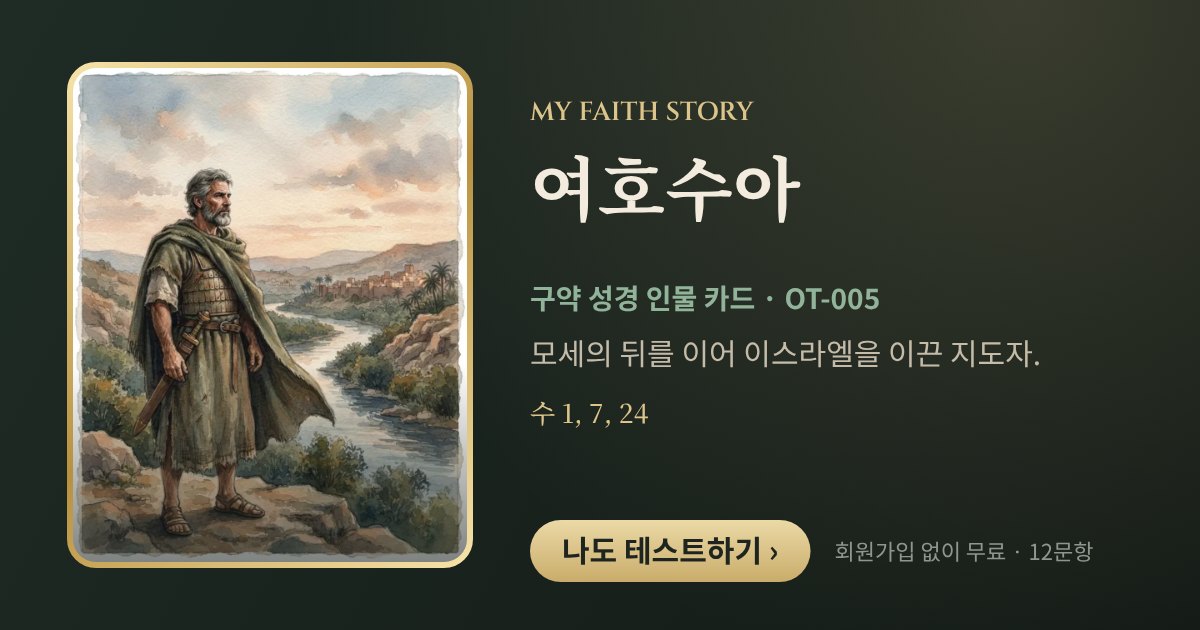 MY FAITH STORY
여호수아
구약 성경 인물 카드 · OT-005
모세의 뒤를 이어 이스라엘을 이끈 지도자.
수 1, 7, 24
나도 테스트하기 ›
회원가입 없이 무료 · 12문항